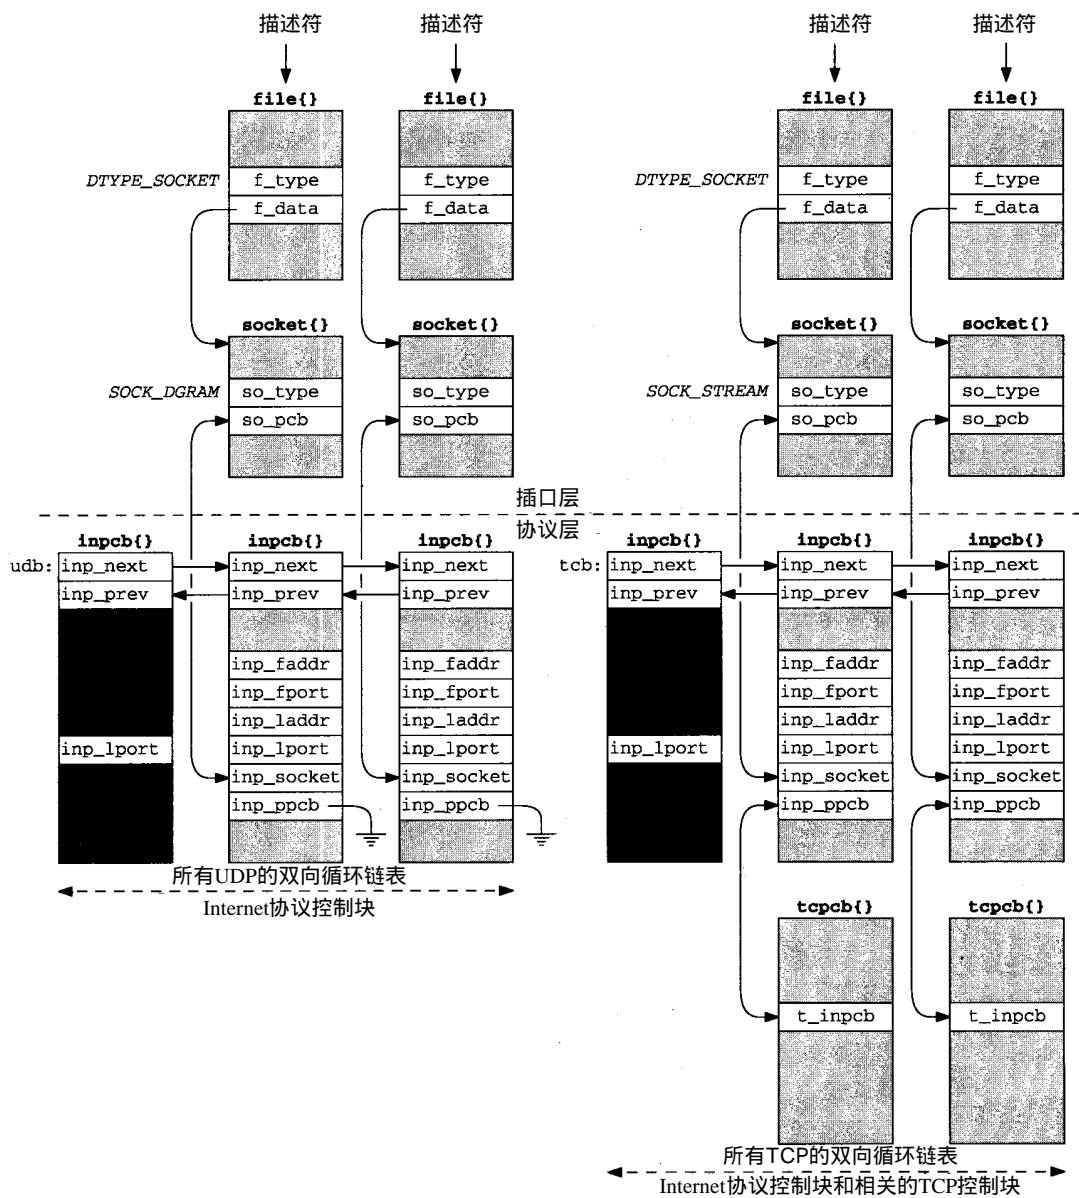 描述符 描述符 描述符 描述符
file{} file{} file{} file{}
DTYPE_SOCKET f_type f_type DTYPE_SOCKET f_type f_type
f_data f_data f_data f_data
socket{} socket{} socket{} socket{}
SOCK_DGRAM so_type so_type SOCK_STREAM so_type so_type
so_pcb so_pcb so_pcb so_pcb
插口层
协议层
inpcb{} inpcb{} inpcb{} inpcb{} inpcb{} inpcb{}
udb: inp_next inp_next inp_next tcb: inp_next inp_next inp_next
inp_prev inp_prev inp_prev inp_prev inp_prev inp_prev
inp_faddr inp_faddr inp_faddr inp_faddr
inp_fport inp_fport inp_fport inp_fport
inp_laddr inp_laddr inp_laddr inp_laddr
inp_lport inp_lport inp_lport inp_lport inp_lport inp_lport
inp_socket inp_socket inp_socket inp_socket
inp_ppcb inp_ppcb inp_ppcb inp_ppcb
所有UDP的双向循环链表
Internet协议控制块
tcpcb{} tcpcb{}
t_inpcb t_inpcb
所有TCP的双向循环链表
Internet协议控制块和相关的TCP控制块